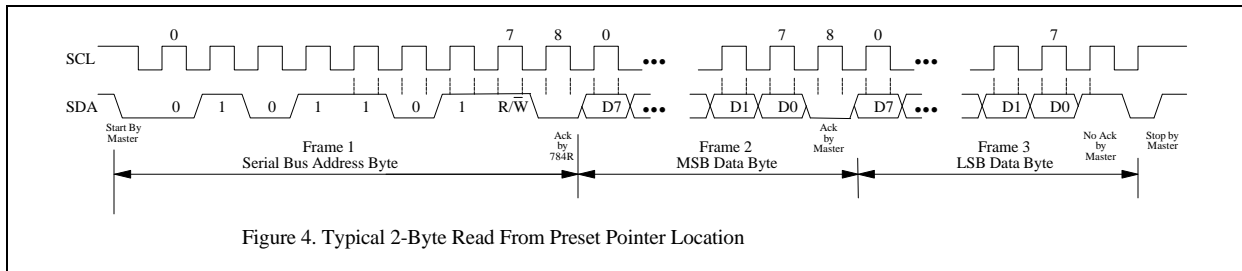 0 7 8 0 7 8 0 7
SCL
SDA 0 1 0 1 1 0 1 R/W D7 D1 D0 D7 D1 D0
Start By
Master
Ack
by
784R
Ack
by
Master
No Ack
by
Master
Stop by
Master
Frame 1
Serial Bus Address Byte
Frame 2
MSB Data Byte
Frame 3
LSB Data Byte
Figure 4. Typical 2-Byte Read From Preset Pointer Location